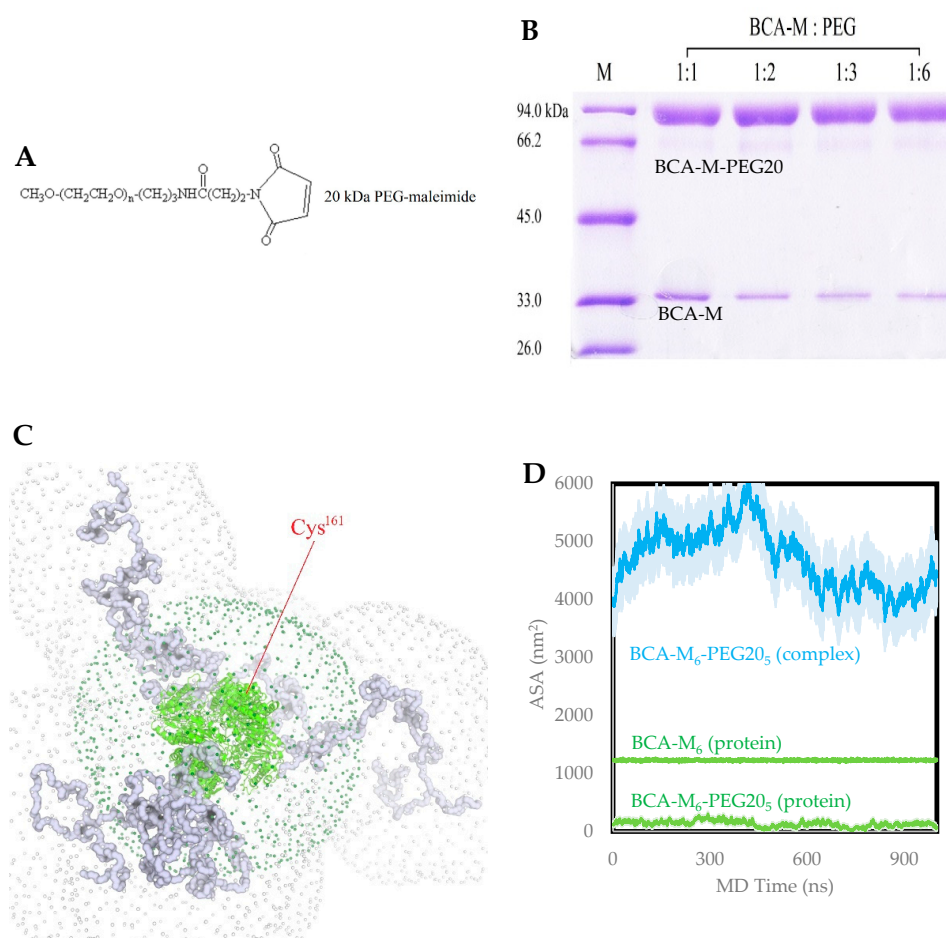 A
CH₃O-(CH₂CH₂O)ₙ-(CH₂)₃NHC(CH₂)₂-N
O
O
O
20 kDa PEG-maleimide
B
BCA-M : PEG
M 1:1 1:2 1:3 1:6
94.0 kDa
66.2
BCA-M-PEG20
45.0
33.0
BCA-M
26.0
C
Cys¹⁶¹
D
ASA (nm²)
6000
5000
4000
3000
2000
1000
0
BCA-M₆-PEG20₅ (complex)
BCA-M₆ (protein)
BCA-M₆-PEG20₅ (protein)
0 300 600 900
MD Time (ns)